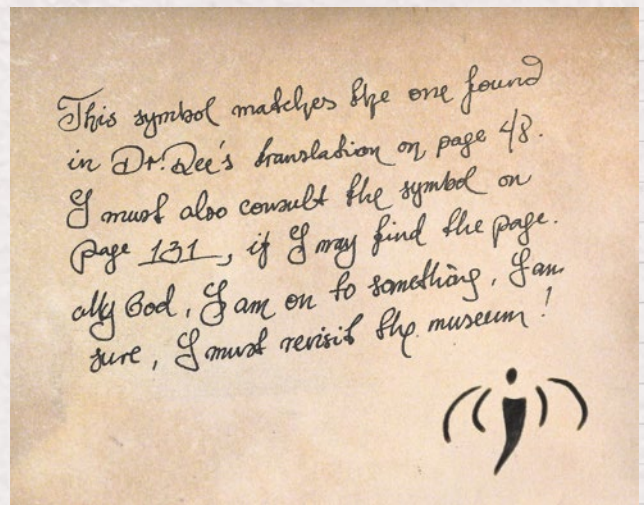 This symbol matches the one found
in Dr. Dee's translation on page 48.
I must also consult the symbol on
page 131, if I may find the page.
My God, I am on to something, I am
sure, I must revisit the museum!